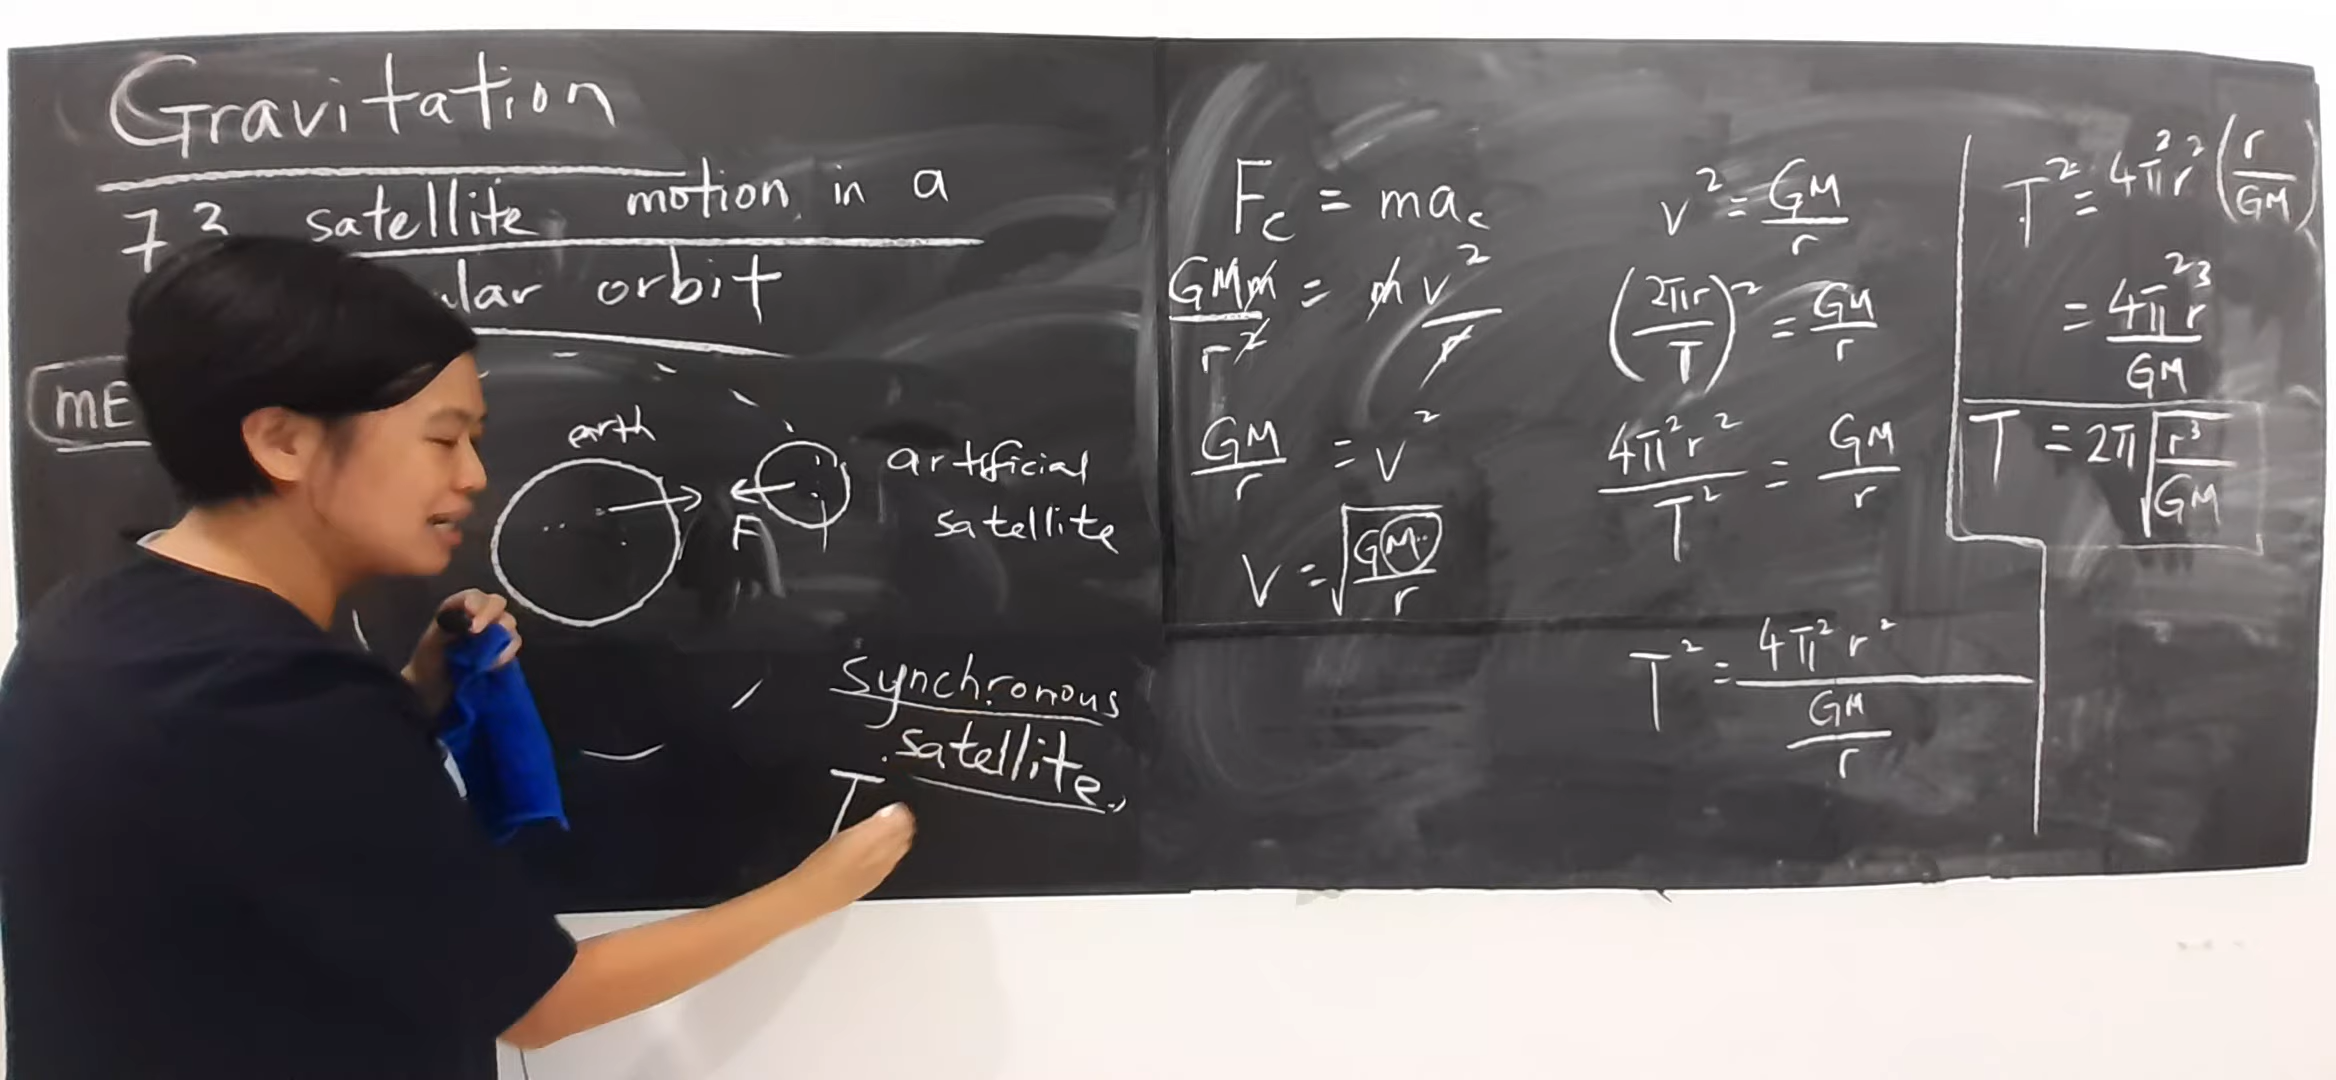 Gravitation
7.3 satellite motion in a
ular orbit
ME
earth
artificial
satellite
F
synchronous
satellite
T
F_c = ma_c
GMm/r² = m v²/r
GM/r = v²
v = √(GM/r)
v² = GM/r
(2πr/T)² = GM/r
4π²r²/T² = GM/r
T² = 4π²r²/(GM/r)
T² = 4π²r² (r/GM)
= 4π²r³/GM
T = 2π√(r³/GM)